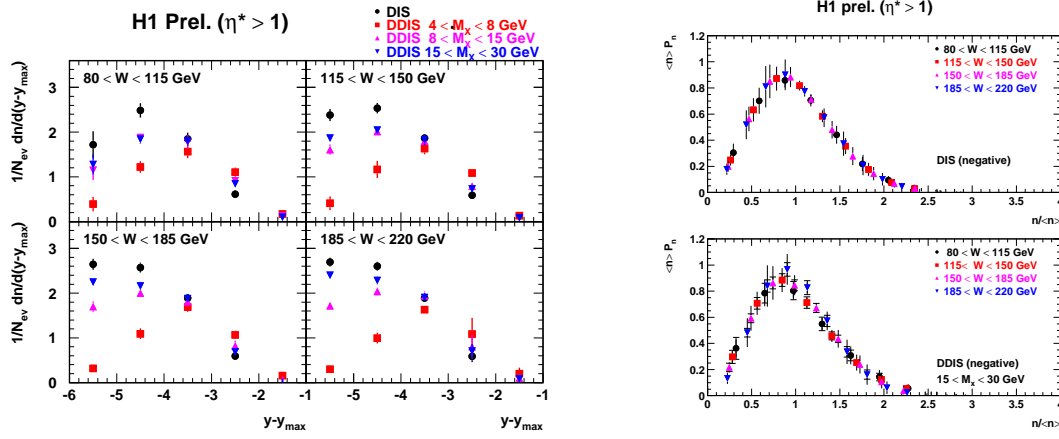 H1 Prel. (η* > 1)
DIS
DDIS 4 < Mx < 8 GeV
DDIS 8 < Mx < 15 GeV
DDIS 15 < Mx < 30 GeV
1/Nev dn/d(y-ymax)
80 < W < 115 GeV
115 < W < 150 GeV
3
2
1
0
1/Nev dn/d(y-ymax)
150 < W < 185 GeV
185 < W < 220 GeV
3
2
1
0
-6 -5 -4 -3 -2 -1 -5 -4 -3 -2 -1
y-ymax y-ymax
H1 prel. (η* > 1)
<n> Pn
1.2
1
0.8
0.6
0.4
0.2
0
80 < W < 115 GeV
115 < W < 150 GeV
150 < W < 185 GeV
185 < W < 220 GeV
DIS (negative)
0 0.5 1 1.5 2 2.5 3 3.5 4
n/<n>
<n> Pn
1.2
1
0.8
0.6
0.4
0.2
0
80 < W < 115 GeV
115< W < 150 GeV
150 < W < 185 GeV
185 < W < 220 GeV
DDIS (negative)
15 < Mx < 30 GeV
0 0.5 1 1.5 2 2.5 3 3.5 4
n/<n>